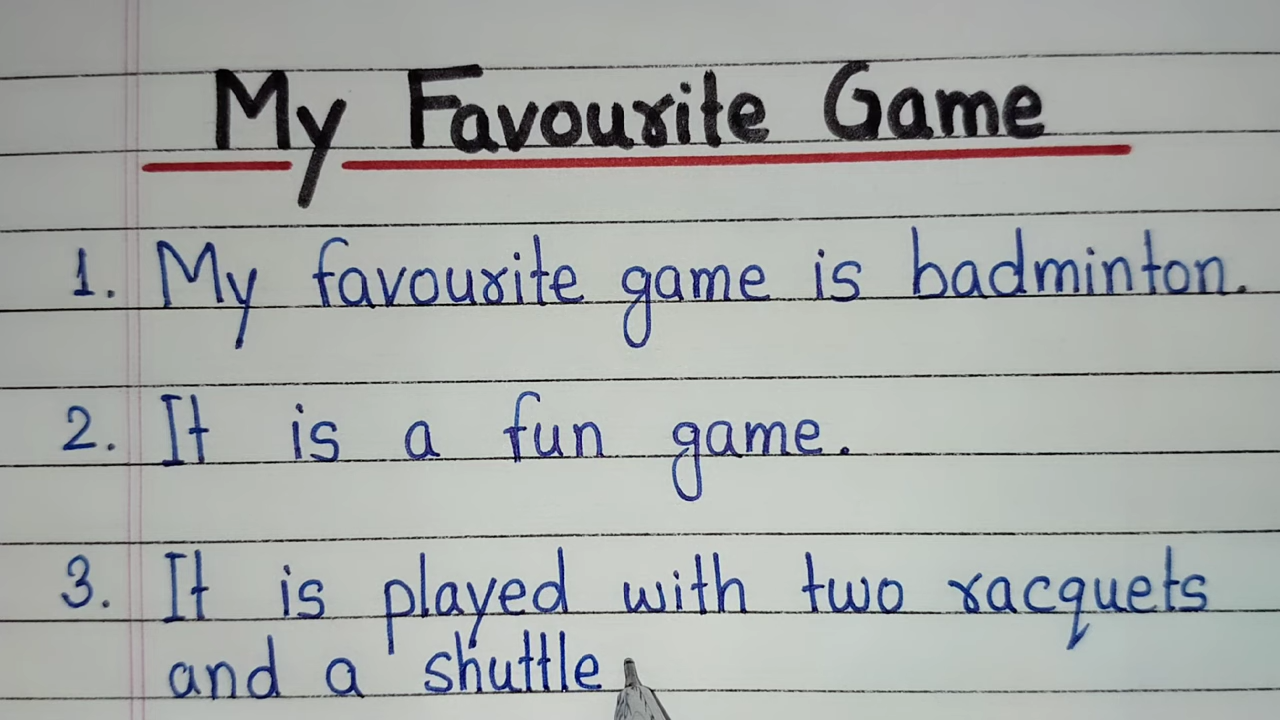 My Favourite Game
1. My favourite game is badminton.
2. It is a fun game.
3. It is played with two racquets
and a shuttle